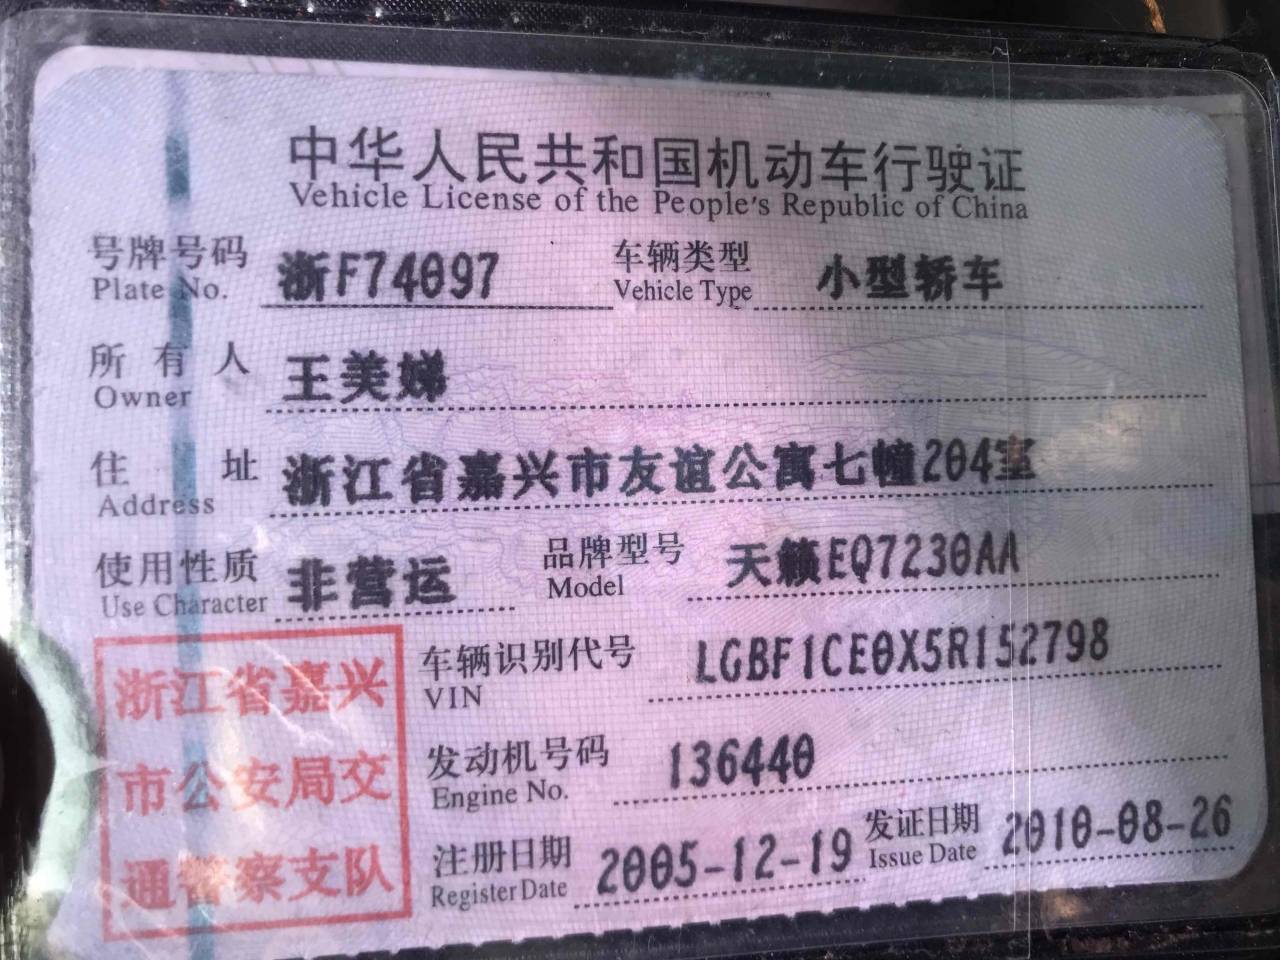 中华人民共和国机动车行驶证
Vehicle License of the People's Republic of China
号牌号码 浙F74097 车辆类型 小型轿车
Plate No. Vehicle Type
所有人 王美娣
Owner
住址 浙江省嘉兴市友谊公寓七幢204室
Address
使用性质 非营运 品牌型号 天籁EQ7230AA
Use Character Model
车辆识别代号 LGBF1CE0X5R152798
VIN
发动机号码 136440
Engine No.
注册日期 2005-12-19 发证日期 2010-08-26
Register Date Issue Date
浙江省嘉兴
市公安局交
通警察支队